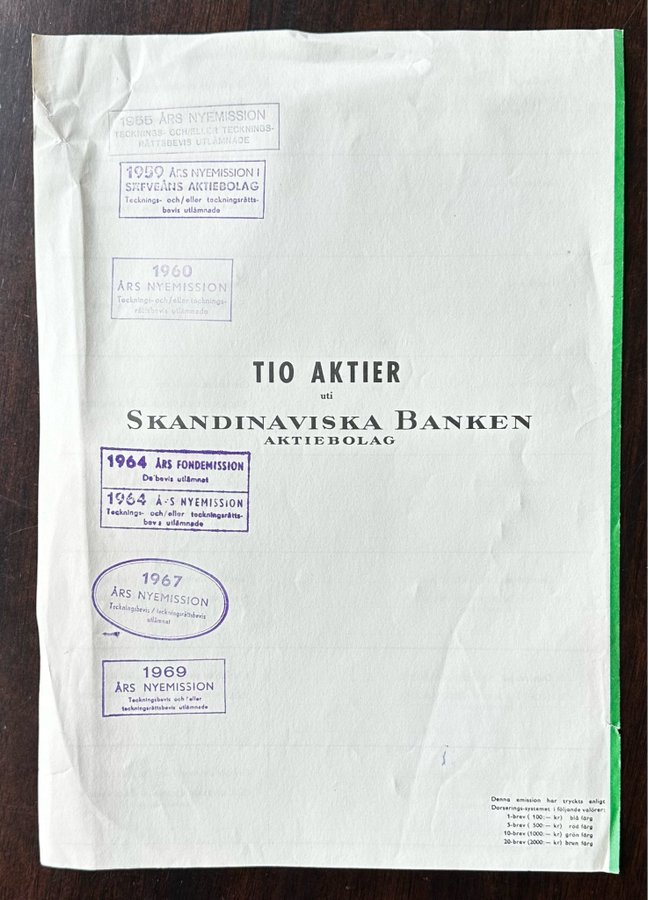 1955 ÅRS NYEMISSION
TECKNINGS- OCH/ELLER TECKNINGS-
RÄTTSBEVIS UTLÄMNADE
1959 ÅRS NYEMISSION I
SÄFVEÅNS AKTIEBOLAG
Tecknings- och/eller teckningsrätts-
bevis utlämnade
1960
ÅRS NYEMISSION
Tecknings- och/eller tecknings-
rättsbevis utlämnade
TIO AKTIER
uti
SKANDINAVISKA BANKEN
AKTIEBOLAG
1964 ÅRS FONDEMISSION
Delbevis utlämnat
1964 ÅRS NYEMISSION
Tecknings- och/eller teckningsrätts-
bevis utlämnade
1967
ÅRS NYEMISSION
Teckningsbevis / teckningsrättsbevis
utlämnat
1969
ÅRS NYEMISSION
Teckningsbevis och/eller
teckningsrättsbevis utlämnade
Denna emission har tryckts enligt
Dorserings-systemet i följande valörer:
1-brev ( 100:— kr) blå färg
5-brev ( 500:— kr) röd färg
10-brev (1000:— kr) grön färg
20-brev (2000:— kr) brun färg